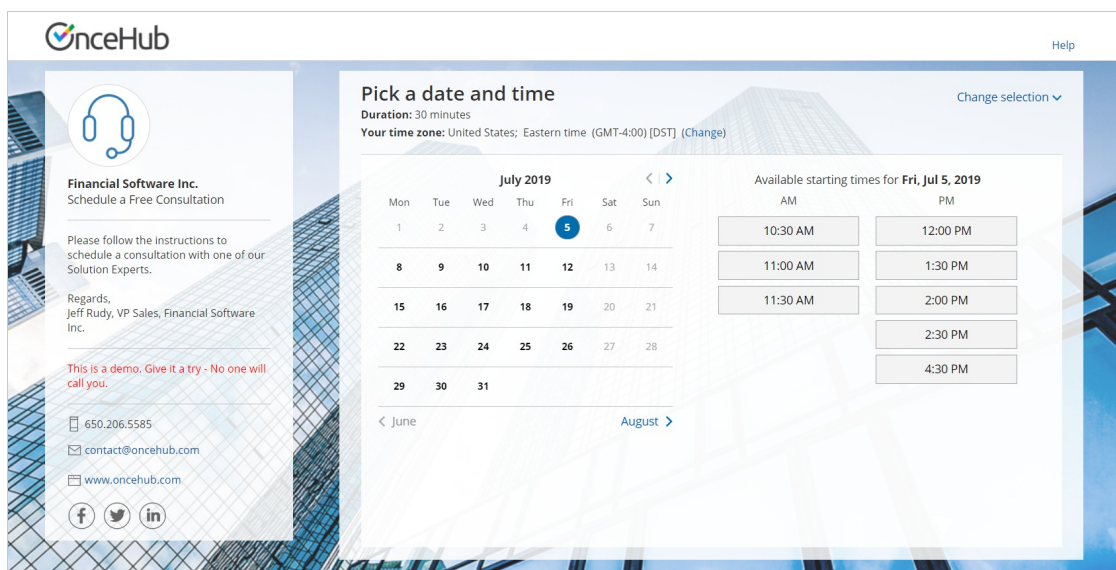 OnceHub
Help
Financial Software Inc.
Schedule a Free Consultation
Please follow the instructions to
schedule a consultation with one of our
Solution Experts.
Regards,
Jeff Rudy, VP Sales, Financial Software
Inc.
This is a demo. Give it a try - No one will
call you.
650.206.5585
contact@oncehub.com
www.oncehub.com
f in
Pick a date and time
Change selection
Duration: 30 minutes
Your time zone: United States; Eastern time (GMT-4:00) [DST] (Change)
July 2019
Mon Tue Wed Thu Fri Sat Sun
1 2 3 4 5 6 7
8 9 10 11 12 13 14
15 16 17 18 19 20 21
22 23 24 25 26 27 28
29 30 31
< June August >
Available starting times for Fri, Jul 5, 2019
AM PM
10:30 AM 12:00 PM
11:00 AM 1:30 PM
11:30 AM 2:00 PM
2:30 PM
4:30 PM